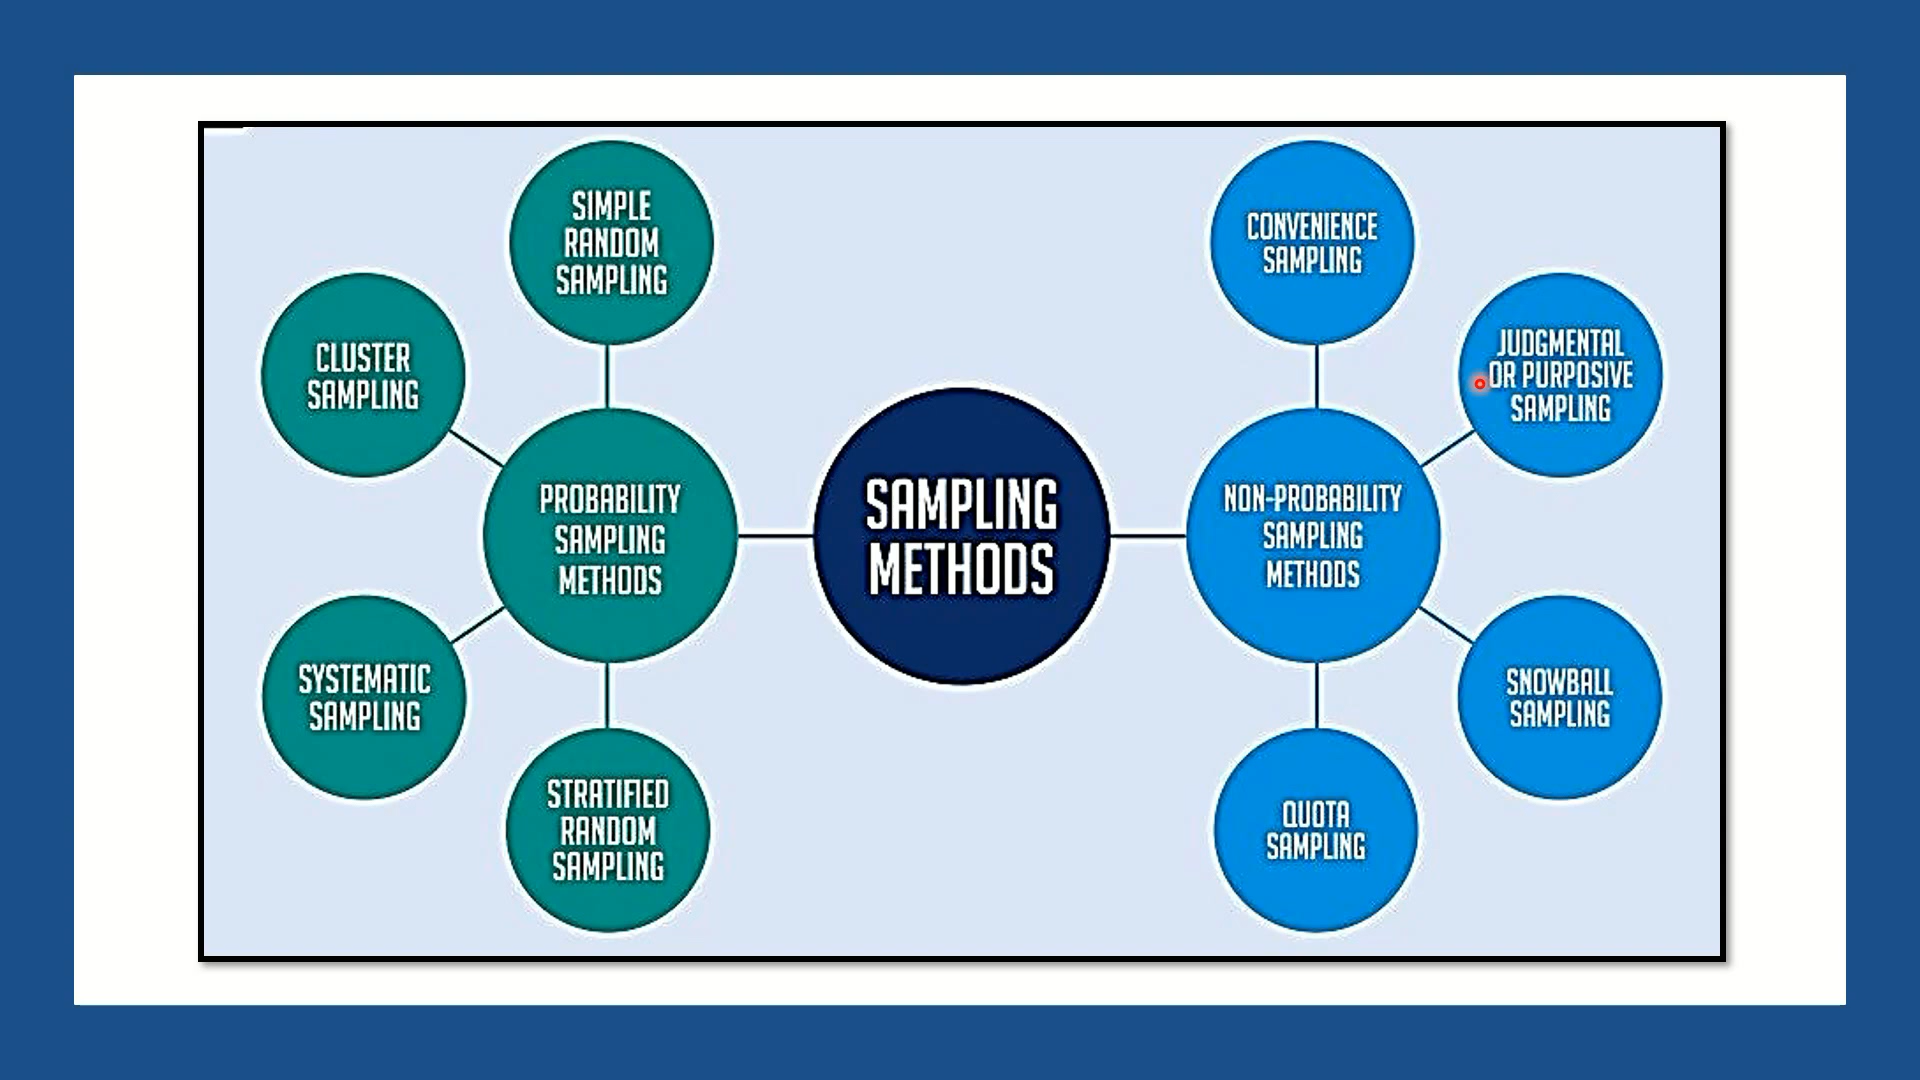 SIMPLE
RANDOM
SAMPLING
CLUSTER
SAMPLING
PROBABILITY
SAMPLING
METHODS
SYSTEMATIC
SAMPLING
STRATIFIED
RANDOM
SAMPLING
SAMPLING
METHODS
CONVENIENCE
SAMPLING
JUDGMENTAL
OR PURPOSIVE
SAMPLING
NON-PROBABILITY
SAMPLING
METHODS
SNOWBALL
SAMPLING
QUOTA
SAMPLING